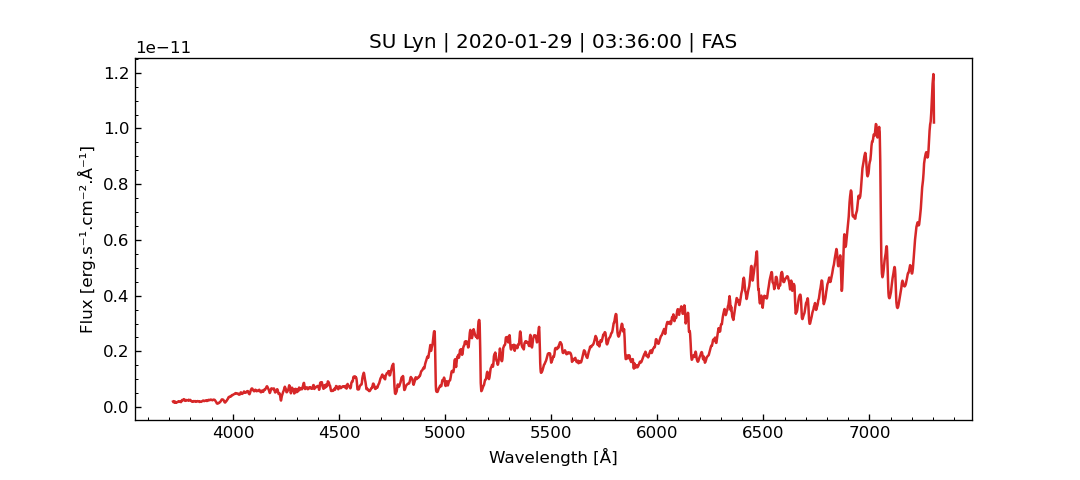 SU Lyn | 2020-01-29 | 03:36:00 | FAS
1e−11
1.2
1.0
0.8
0.6
0.4
0.2
0.0
Flux [erg.s⁻¹.cm⁻².Å⁻¹]
4000 4500 5000 5500 6000 6500 7000
Wavelength [Å]